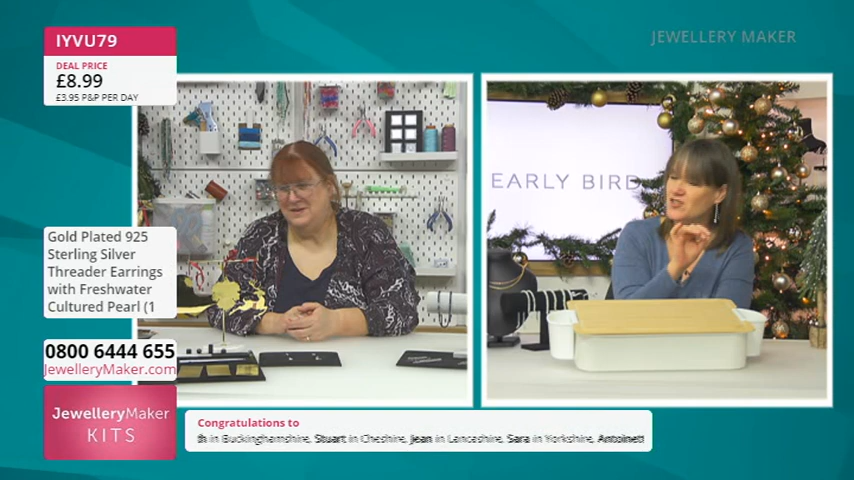 IYVU79
JEWELLERY MAKER
DEAL PRICE
£8.99
£3.95 P&P PER DAY
EARLY BIRD
Gold Plated 925
Sterling Silver
Threader Earrings
with Freshwater
Cultured Pearl (1
0800 6444 655
JewelleryMaker.com
JewelleryMaker
KITS
Congratulations to
th in Buckinghamshire, Stuart in Cheshire, Jean in Lancashire, Sara in Yorkshire, Antoinett